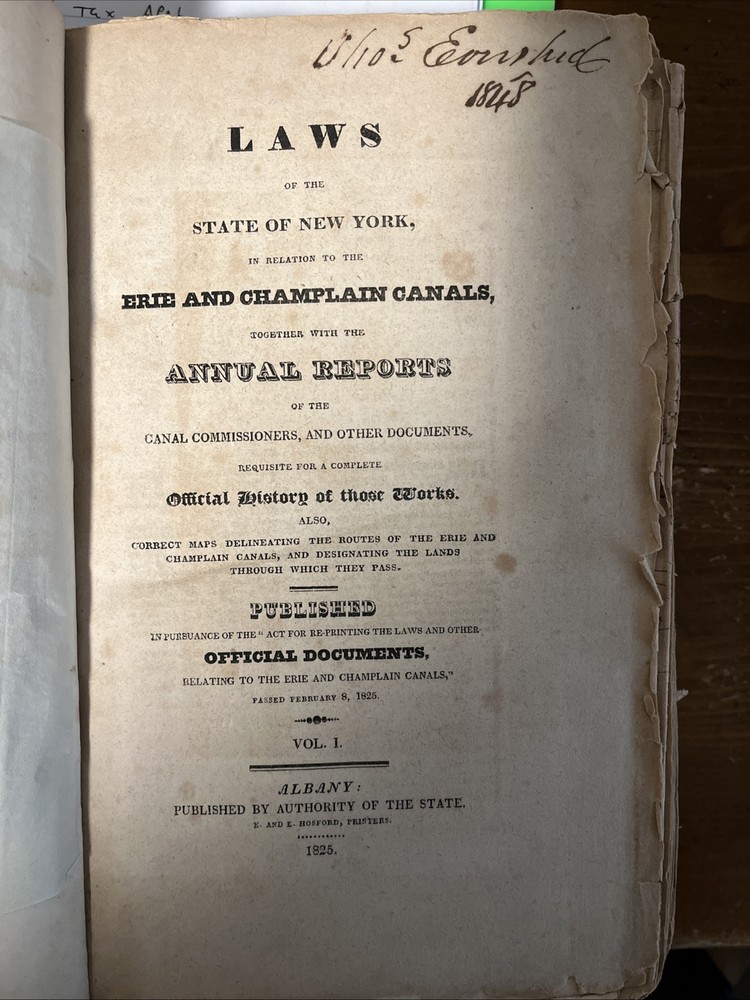 Tax
Thos Eornshed
1848
LAWS
OF THE
STATE OF NEW YORK,
IN RELATION TO THE
ERIE AND CHAMPLAIN CANALS,
TOGETHER WITH THE
ANNUAL REPORTS
OF THE
CANAL COMMISSIONERS, AND OTHER DOCUMENTS,
REQUISITE FOR A COMPLETE
Official History of those Works.
ALSO,
CORRECT MAPS DELINEATING THE ROUTES OF THE ERIE AND
CHAMPLAIN CANALS, AND DESIGNATING THE LANDS
THROUGH WHICH THEY PASS.
PUBLISHED
IN PURSUANCE OF THE "ACT FOR RE-PRINTING THE LAWS AND OTHER
OFFICIAL DOCUMENTS,
RELATING TO THE ERIE AND CHAMPLAIN CANALS,"
PASSED FEBRUARY 8, 1825.
VOL. I.
ALBANY:
PUBLISHED BY AUTHORITY OF THE STATE.
E. AND E. HOSFORD, PRINTERS.
1825.